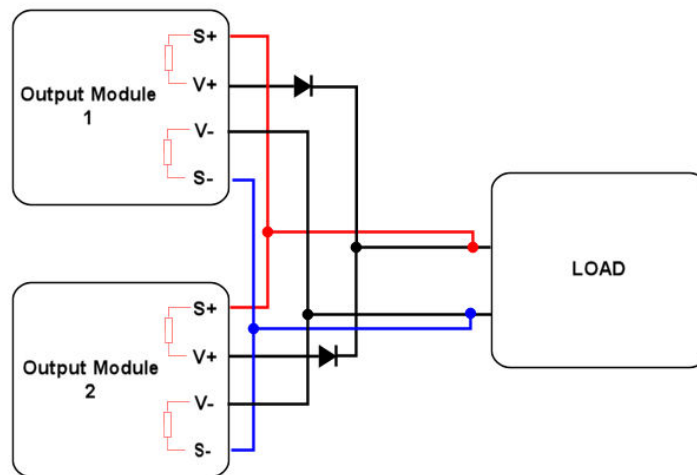 S+
V+
Output Module
1
V-
S-
LOAD
S+
V+
Output Module
2
V-
S-